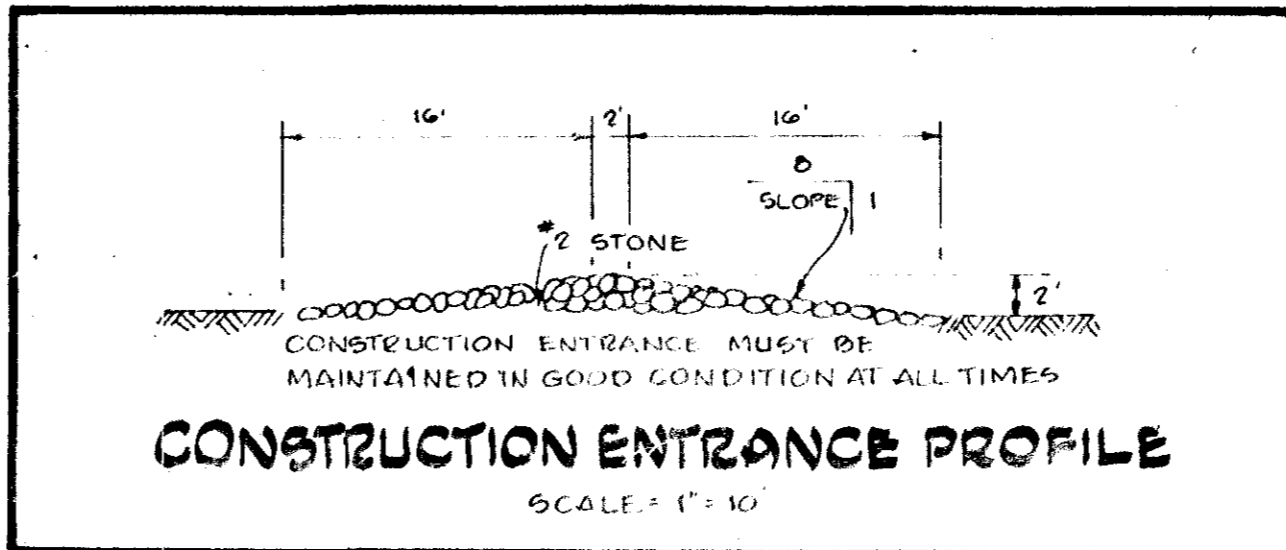 16' 2' 16'
8
SLOPE 1
#2 STONE
2'
CONSTRUCTION ENTRANCE MUST BE
MAINTAINED IN GOOD CONDITION AT ALL TIMES
CONSTRUCTION ENTRANCE PROFILE
SCALE = 1" = 10'